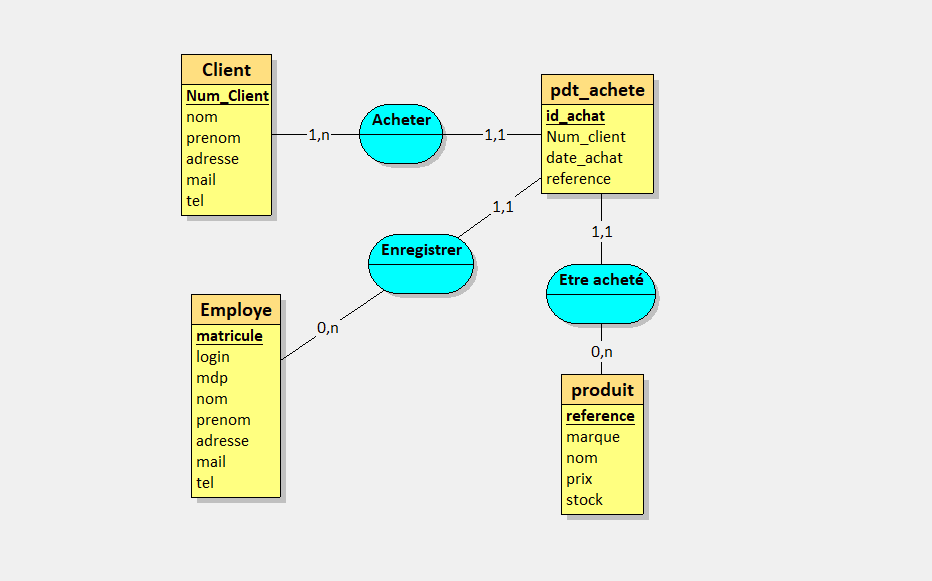 Client
Num_Client
nom
prenom
adresse
mail
tel
1,n
Acheter
1,1
pdt_achete
id_achat
Num_client
date_achat
reference
1,1
Enregistrer
0,n
1,1
Etre acheté
0,n
Employe
matricule
login
mdp
nom
prenom
adresse
mail
tel
produit
reference
marque
nom
prix
stock